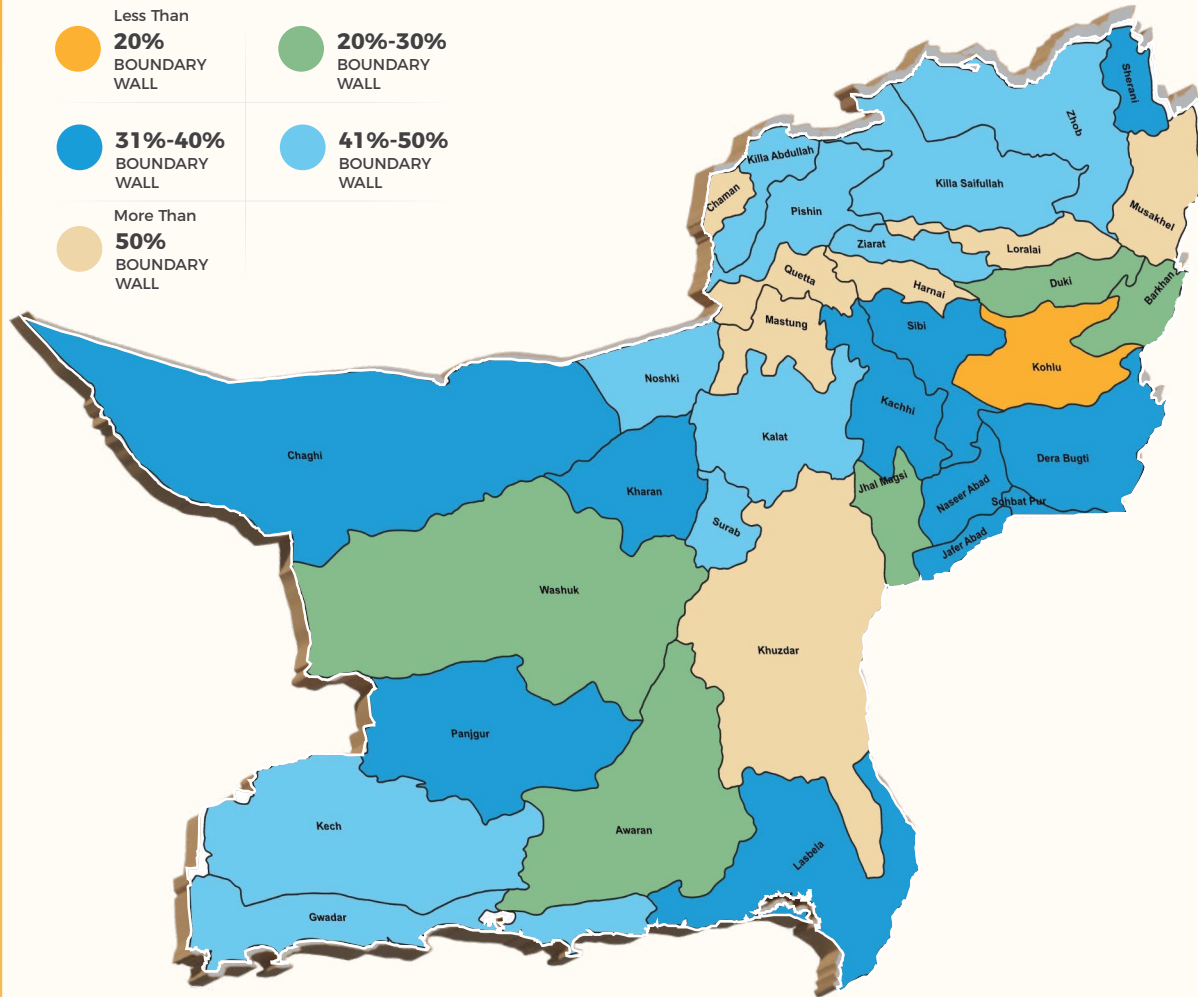 Less Than
20%
BOUNDARY
WALL
20%-30%
BOUNDARY
WALL
31%-40%
BOUNDARY
WALL
41%-50%
BOUNDARY
WALL
More Than
50%
BOUNDARY
WALL
Sherani
Zhob
Killa Abdullah
Killa Saifullah
Chaman
Pishin
Musakhel
Ziarat
Loralai
Quetta
Harnai
Duki
Barkhan
Mastung
Sibi
Kohlu
Noshki
Kachhi
Kalat
Chaghi
Dera Bugti
Kharan
Jhal Magsi
Naseer Abad
Sohbat Pur
Surab
Jafer Abad
Washuk
Khuzdar
Panjgur
Kech
Awaran
Lasbela
Gwadar